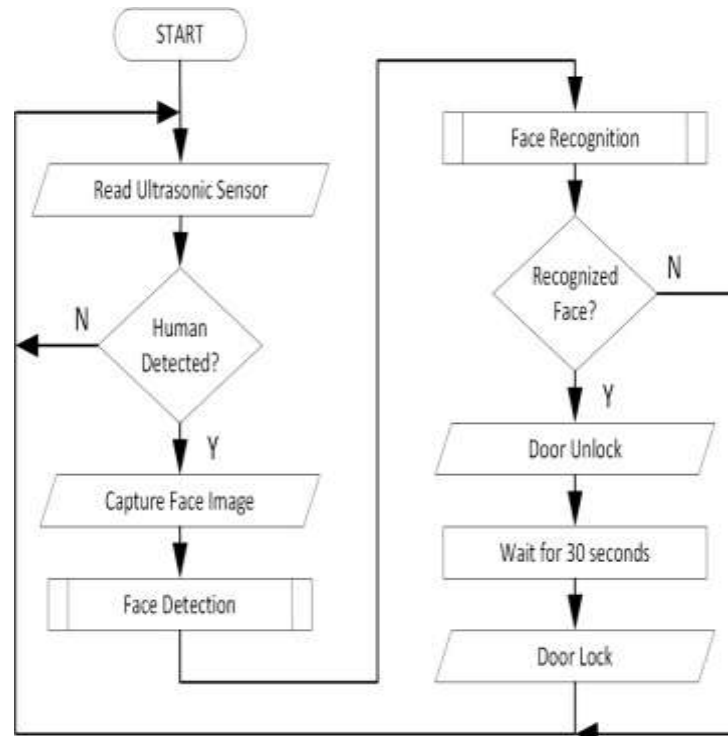 START
Read Ultrasonic Sensor
N
Human
Detected?
Y
Capture Face Image
Face Detection
Face Recognition
Recognized
Face?
N
Y
Door Unlock
Wait for 30 seconds
Door Lock